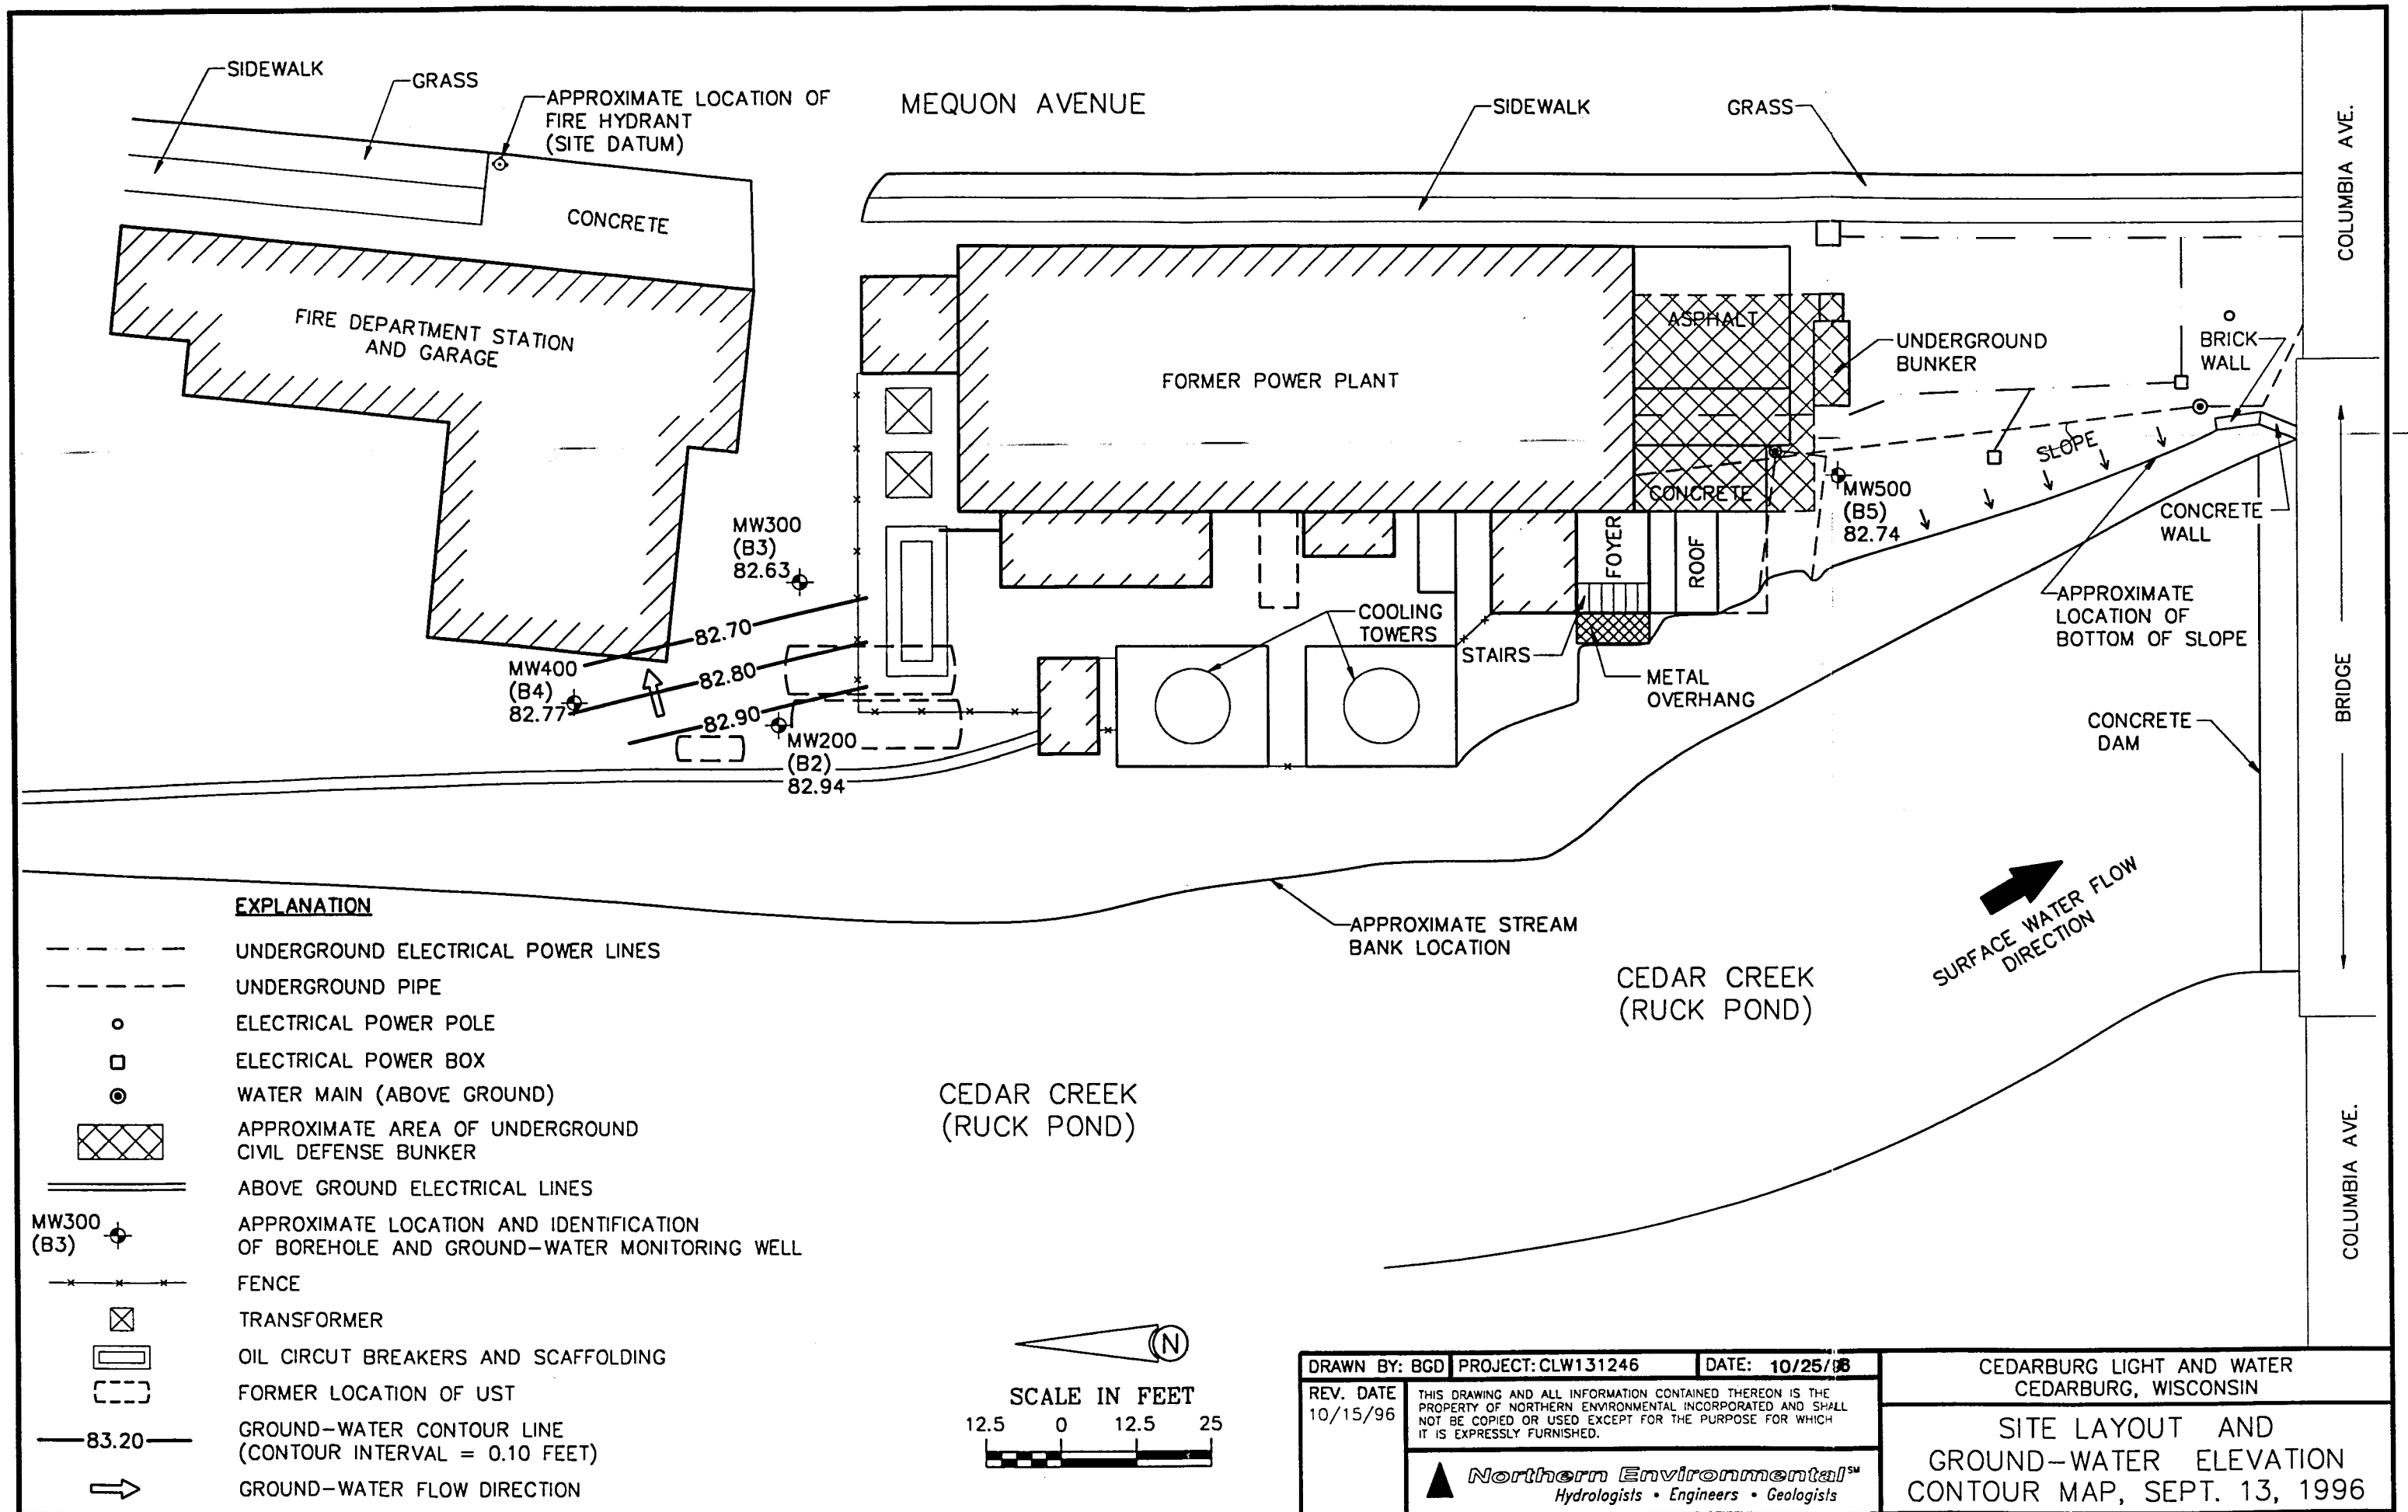 SIDEWALK
GRASS
APPROXIMATE LOCATION OF
FIRE HYDRANT
(SITE DATUM)
MEQUON AVENUE
SIDEWALK
GRASS
COLUMBIA AVE.
CONCRETE
FIRE DEPARTMENT STATION
AND GARAGE
FORMER POWER PLANT
ASPHALT
UNDERGROUND
BUNKER
BRICK
WALL
SLOPE
CONCRETE
MW500
(B5)
82.74
CONCRETE
WALL
MW300
(B3)
82.63
FOYER
ROOF
COOLING
TOWERS
STAIRS
METAL
OVERHANG
APPROXIMATE
LOCATION OF
BOTTOM OF SLOPE
BRIDGE
82.70
MW400
(B4)
82.77
82.80
82.90
MW200
(B2)
82.94
CONCRETE
DAM
APPROXIMATE STREAM
BANK LOCATION
SURFACE WATER FLOW
DIRECTION
CEDAR CREEK
(RUCK POND)
CEDAR CREEK
(RUCK POND)
COLUMBIA AVE.
EXPLANATION
UNDERGROUND ELECTRICAL POWER LINES
UNDERGROUND PIPE
ELECTRICAL POWER POLE
ELECTRICAL POWER BOX
WATER MAIN (ABOVE GROUND)
APPROXIMATE AREA OF UNDERGROUND
CIVIL DEFENSE BUNKER
ABOVE GROUND ELECTRICAL LINES
MW300
(B3)
APPROXIMATE LOCATION AND IDENTIFICATION
OF BOREHOLE AND GROUND-WATER MONITORING WELL
FENCE
TRANSFORMER
OIL CIRCUT BREAKERS AND SCAFFOLDING
FORMER LOCATION OF UST
83.20
GROUND-WATER CONTOUR LINE
(CONTOUR INTERVAL = 0.10 FEET)
GROUND-WATER FLOW DIRECTION
N
SCALE IN FEET
12.5 0 12.5 25
DRAWN BY: BGD PROJECT: CLW131246 DATE:
REV. DATE
10/15/96
THIS DRAWING AND ALL INFORMATION CONTAINED THEREON IS THE
PROPERTY OF NORTHERN ENVIRONMENTAL INCORPORATED AND SHALL
NOT BE COPIED OR USED EXCEPT FOR THE PURPOSE FOR WHICH
IT IS EXPRESSLY FURNISHED.
Northern Environmental SM
Hydrologists • Engineers • Geologists
CEDARBURG LIGHT AND WATER
CEDARBURG, WISCONSIN
SITE LAYOUT AND
GROUND-WATER ELEVATION
CONTOUR MAP, SEPT. 13, 1996